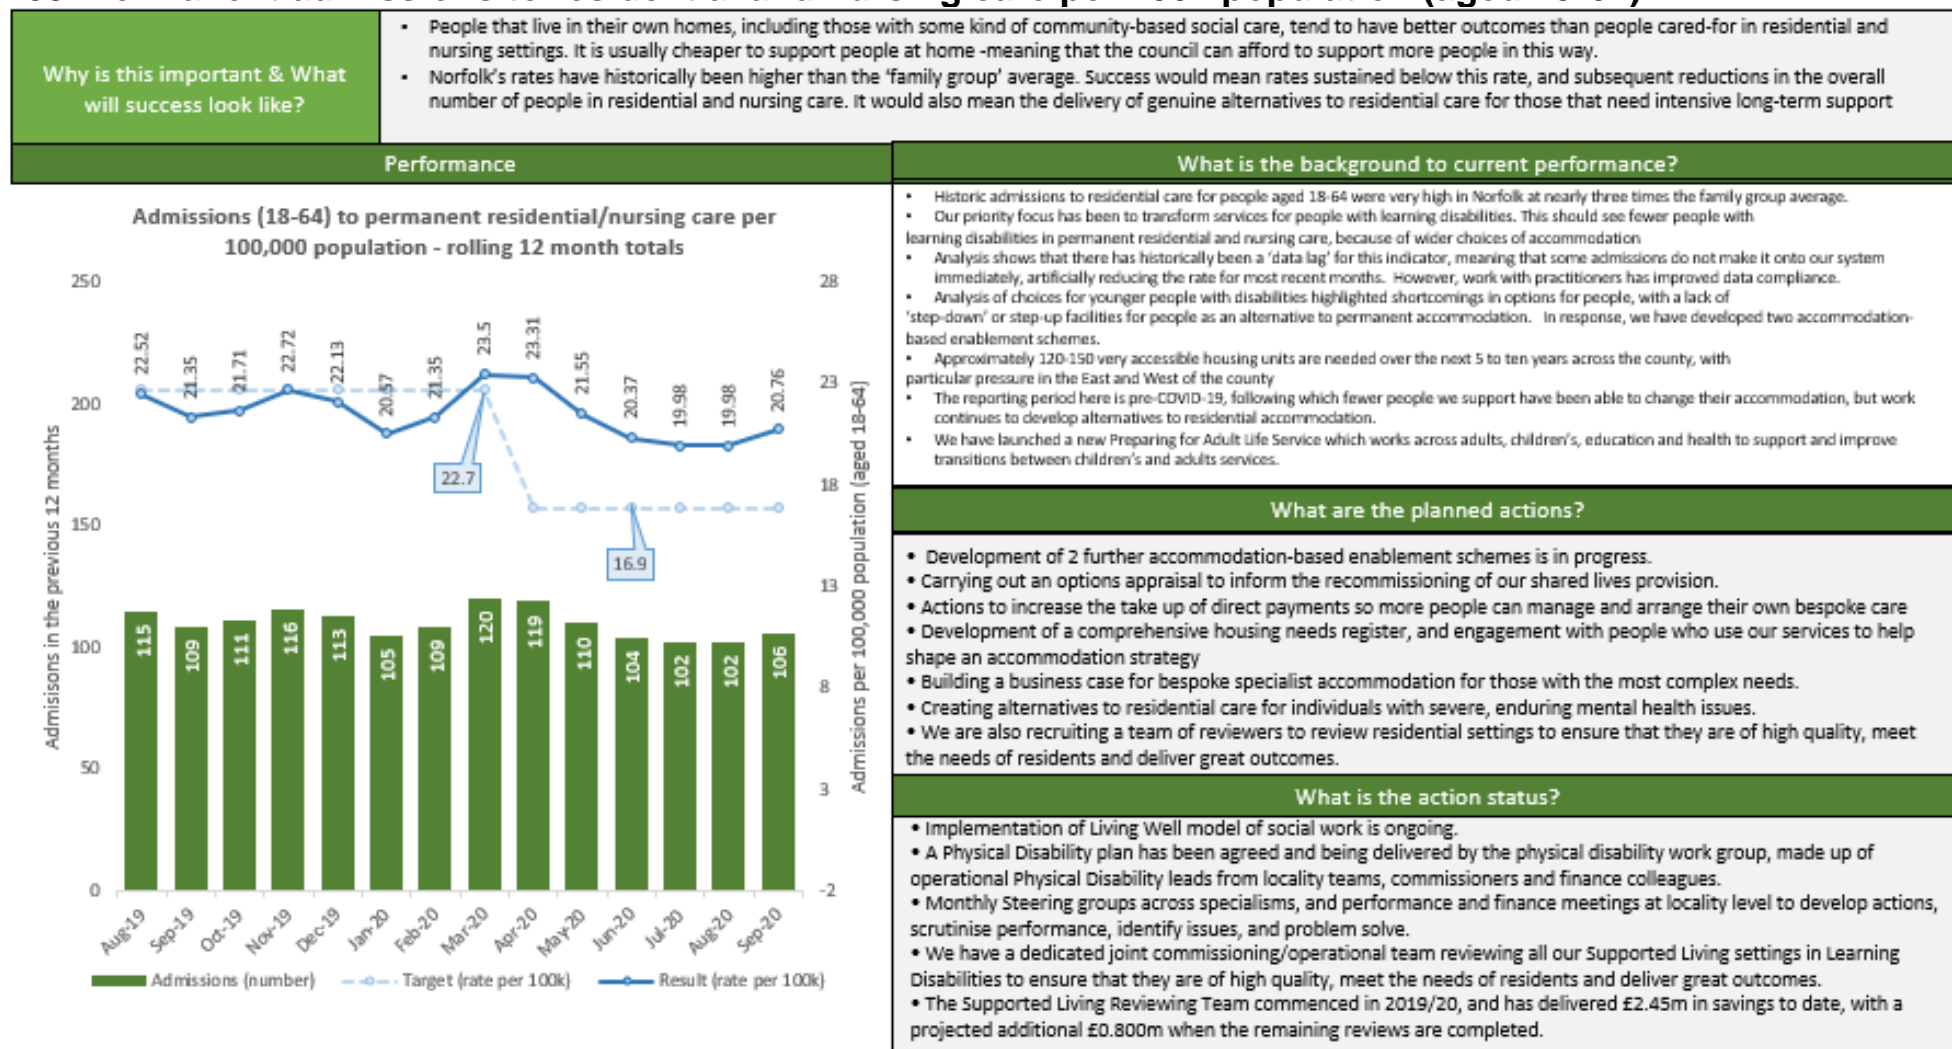 Why is this important & What
will success look like?
• People that live in their own homes, including those with some kind of community-based social care, tend to have better outcomes than people cared-for in residential and
nursing settings. It is usually cheaper to support people at home -meaning that the council can afford to support more people in this way.
• Norfolk's rates have historically been higher than the 'family group' average. Success would mean rates sustained below this rate, and subsequent reductions in the overall
number of people in residential and nursing care. It would also mean the delivery of genuine alternatives to residential care for those that need intensive long-term support
Performance
Admissions (18-64) to permanent residential/nursing care per
100,000 population - rolling 12 month totals
Admisisons in the previous 12 months
250
200
150
100
50
0
28
23
18
13
8
3
-2
Admissions per 100,000 population (aged 18-64)
22.52
21.35
21.71
22.72
22.13
20.57
21.35
23.5
23.31
21.55
20.37
19.98
19.98
20.76
22.7
16.9
115
109
111
116
113
105
109
120
119
110
104
102
102
106
Aug-19
Sep-19
Oct-19
Nov-19
Dec-19
Jan-20
Feb-20
Mar-20
Apr-20
May-20
Jun-20
Jul-20
Aug-20
Sep-20
Admissions (number)
Target (rate per 100k)
Result (rate per 100k)
What is the background to current performance?
• Historic admissions to residential care for people aged 18-64 were very high in Norfolk at nearly three times the family group average.
• Our priority focus has been to transform services for people with learning disabilities. This should see fewer people with
learning disabilities in permanent residential and nursing care, because of wider choices of accommodation
• Analysis shows that there has historically been a 'data lag' for this indicator, meaning that some admissions do not make it onto our system
immediately, artificially reducing the rate for most recent months. However, work with practitioners has improved data compliance.
• Analysis of choices for younger people with disabilities highlighted shortcomings in options for people, with a lack of
'step-down' or step-up facilities for people as an alternative to permanent accommodation. In response, we have developed two accommodation-
based enablement schemes.
• Approximately 120-150 very accessible housing units are needed over the next 5 to ten years across the county, with
particular pressure in the East and West of the county
• The reporting period here is pre-COVID-19, following which fewer people we support have been able to change their accommodation, but work
continues to develop alternatives to residential accommodation.
• We have launched a new Preparing for Adult Life Service which works across adults, children's, education and health to support and improve
transitions between children's and adults services.
What are the planned actions?
• Development of 2 further accommodation-based enablement schemes is in progress.
• Carrying out an options appraisal to inform the recommissioning of our shared lives provision.
• Actions to increase the take up of direct payments so more people can manage and arrange their own bespoke care
• Development of a comprehensive housing needs register, and engagement with people who use our services to help
shape an accommodation strategy
• Building a business case for bespoke specialist accommodation for those with the most complex needs.
• Creating alternatives to residential care for individuals with severe, enduring mental health issues.
• We are also recruiting a team of reviewers to review residential settings to ensure that they are of high quality, meet
the needs of residents and deliver great outcomes.
What is the action status?
• Implementation of Living Well model of social work is ongoing.
• A Physical Disability plan has been agreed and being delivered by the physical disability work group, made up of
operational Physical Disability leads from locality teams, commissioners and finance colleagues.
• Monthly Steering groups across specialisms, and performance and finance meetings at locality level to develop actions,
scrutinise performance, identify issues, and problem solve.
• We have a dedicated joint commissioning/operational team reviewing all our Supported Living settings in Learning
Disabilities to ensure that they are of high quality, meet the needs of residents and deliver great outcomes.
• The Supported Living Reviewing Team commenced in 2019/20, and has delivered £2.45m in savings to date, with a
projected additional £0.800m when the remaining reviews are completed.